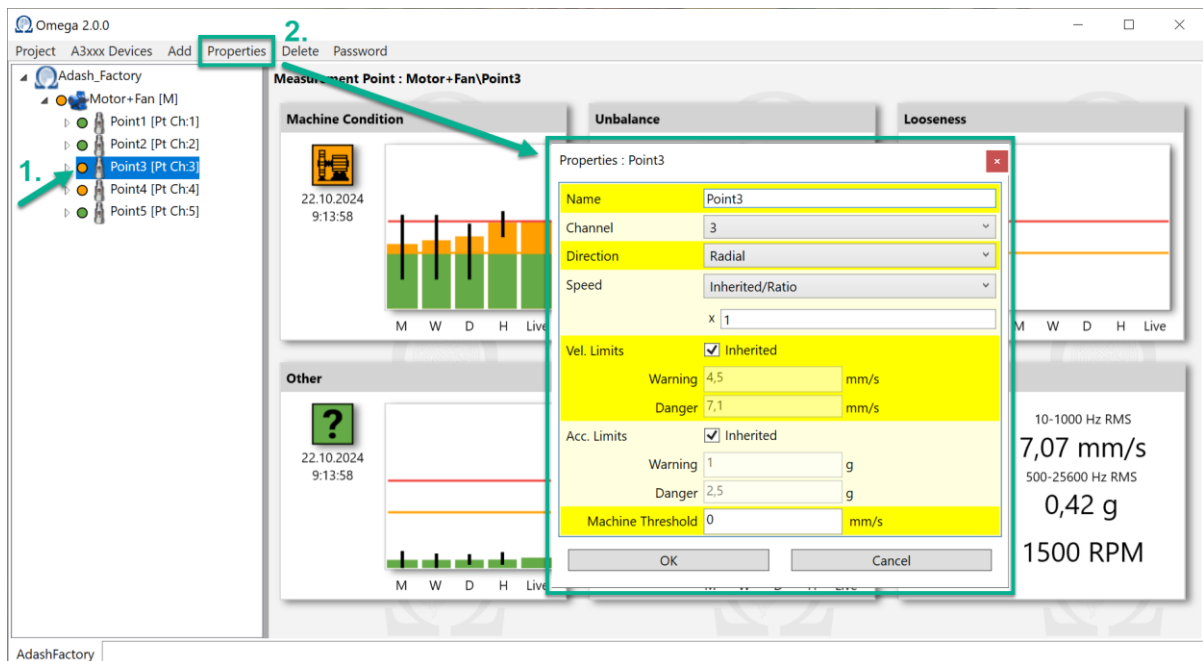 Omega 2.0.0
2.
Project A3xxx Devices Add Properties Delete Password
Adash_Factory
Motor+Fan [M]
Point1 [Pt Ch:1]
Point2 [Pt Ch:2]
1.
Point3 [Pt Ch:3]
Point4 [Pt Ch:4]
Point5 [Pt Ch:5]
Measurement Point : Motor+Fan\Point3
Machine Condition
22.10.2024
9:13:58
M W D H Live
Unbalance
Looseness
M W D H Live
Other
?
22.10.2024
9:13:58
M W D H Live
M W D H Live
10-1000 Hz RMS
7,07 mm/s
500-25600 Hz RMS
0,42 g
1500 RPM
Properties : Point3
Name Point3
Channel 3
Direction Radial
Speed Inherited/Ratio
x 1
Vel. Limits Inherited
Warning 4,5 mm/s
Danger 7,1 mm/s
Acc. Limits Inherited
Warning 1 g
Danger 2,5 g
Machine Threshold 0 mm/s
OK Cancel
AdashFactory